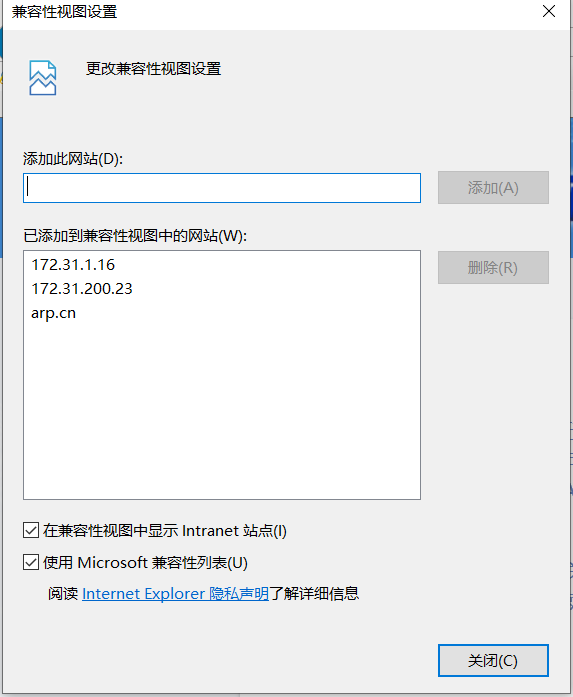 兼容性视图设置
更改兼容性视图设置
添加此网站(D):
添加(A)
已添加到兼容性视图中的网站(W):
172.31.1.16
172.31.200.23
arp.cn
删除(R)
在兼容性视图中显示 Intranet 站点(I)
使用 Microsoft 兼容性列表(U)
阅读 Internet Explorer 隐私声明了解详细信息
关闭(C)